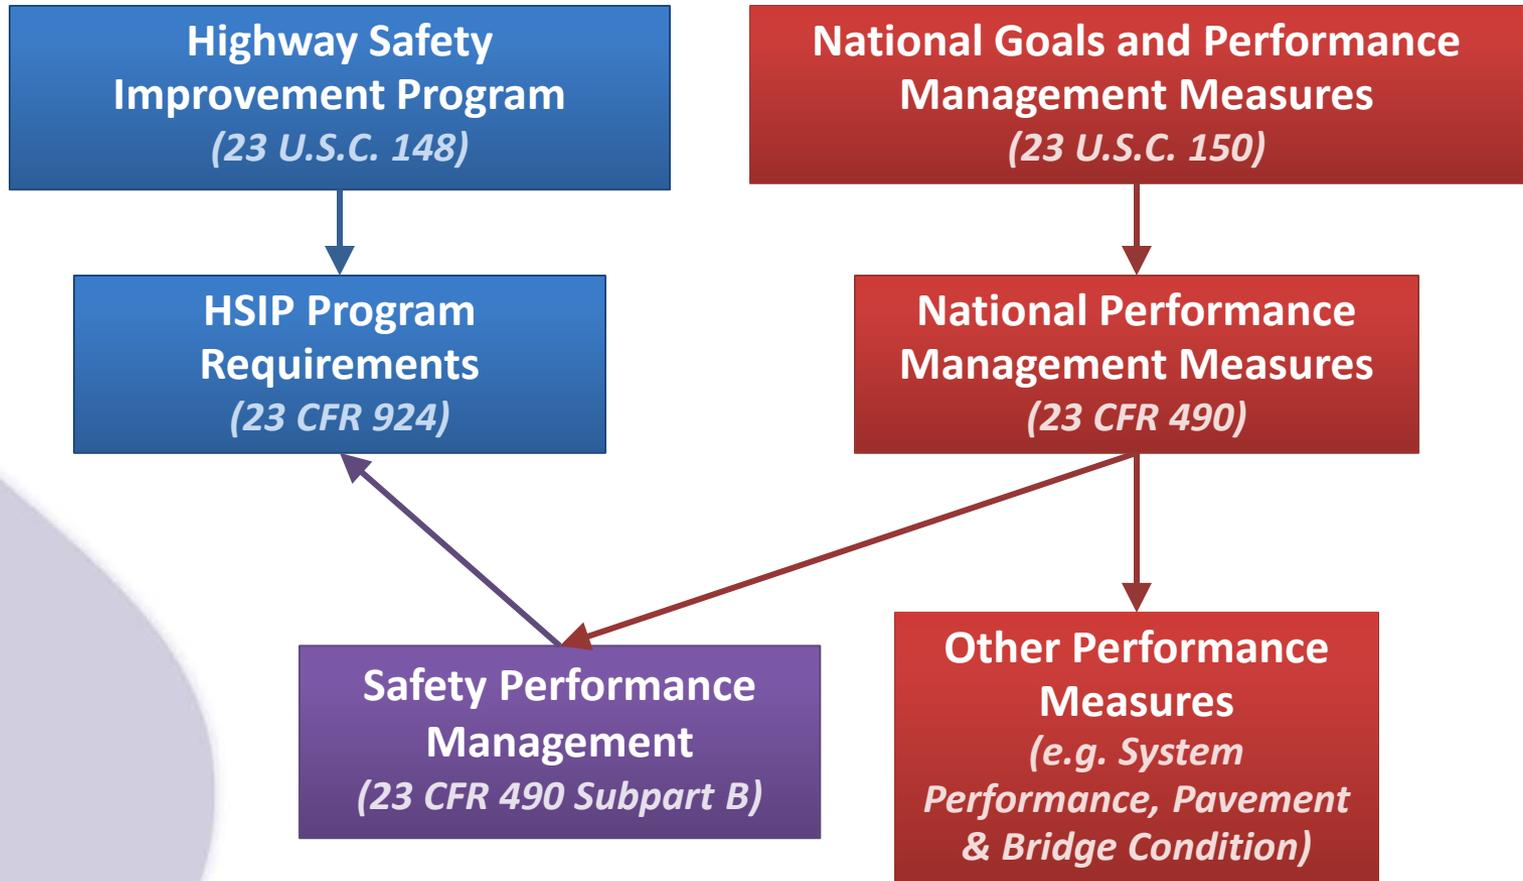 Highway Safety
Improvement Program
(23 U.S.C. 148)
National Goals and Performance
Management Measures
(23 U.S.C. 150)
HSIP Program
Requirements
(23 CFR 924)
National Performance
Management Measures
(23 CFR 490)
Safety Performance
Management
(23 CFR 490 Subpart B)
Other Performance
Measures
(e.g. System
Performance, Pavement
& Bridge Condition)